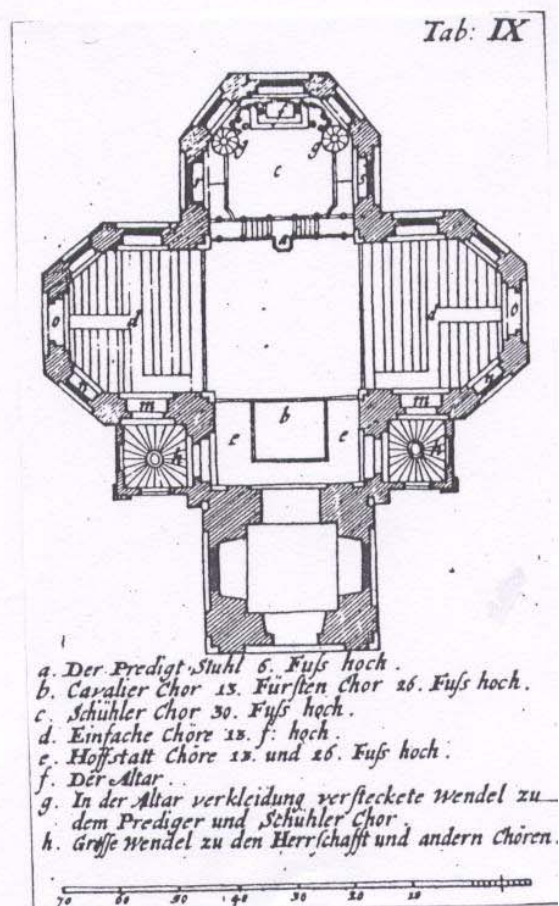 Tab: IX
f
g g
c
s
a
d d
o o
m m
b
e e
h h
a. Der Predigt Stuhl 6. Fuſs hoch.
b. Cavalier Chor 13. Fürſten Chor 26. Fuſs hoch.
c. Schühler Chor 30. Fuſs hoch.
d. Einfache Chöre 13. f: hoch.
e. Hoffſtatt Chöre 13. und 26. Fuſs hoch.
f. Der Altar.
g. In der Altar verkleidung verſteckete Wendel zu
dem Prediger und Schühler Chor.
h. Groſſe Wendel zu den Herrſchafft und andern Chören.
70 60 50 40 30 20 10